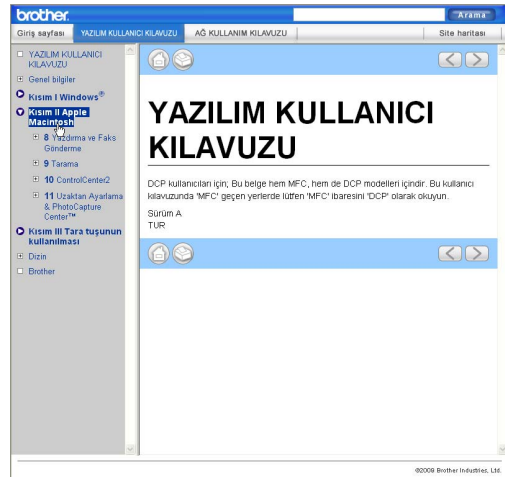 brother.
Arama
Giriş sayfası
YAZILIM KULLANICI KILAVUZU
AĞ KULLANIM KILAVUZU
Site haritası
YAZILIM KULLANICI
KILAVUZU
Genel bilgiler
Kısım I Windows®
Kısım II Apple
Macintosh
8 Yazdırma ve Faks
Gönderme
9 Tarama
10 ControlCenter2
11 Uzaktan Ayarlama
& PhotoCapture
Center™
Kısım III Tara tuşunun
kullanılması
Dizin
Brother
YAZILIM KULLANICI
KILAVUZU
DCP kullanıcıları için; Bu belge hem MFC, hem de DCP modelleri içindir. Bu kullanıcı
kılavuzunda 'MFC' geçen yerlerde lütfen 'MFC' ibaresini 'DCP' olarak okuyun.
Sürüm A
TUR
©2009 Brother Industries, Ltd.